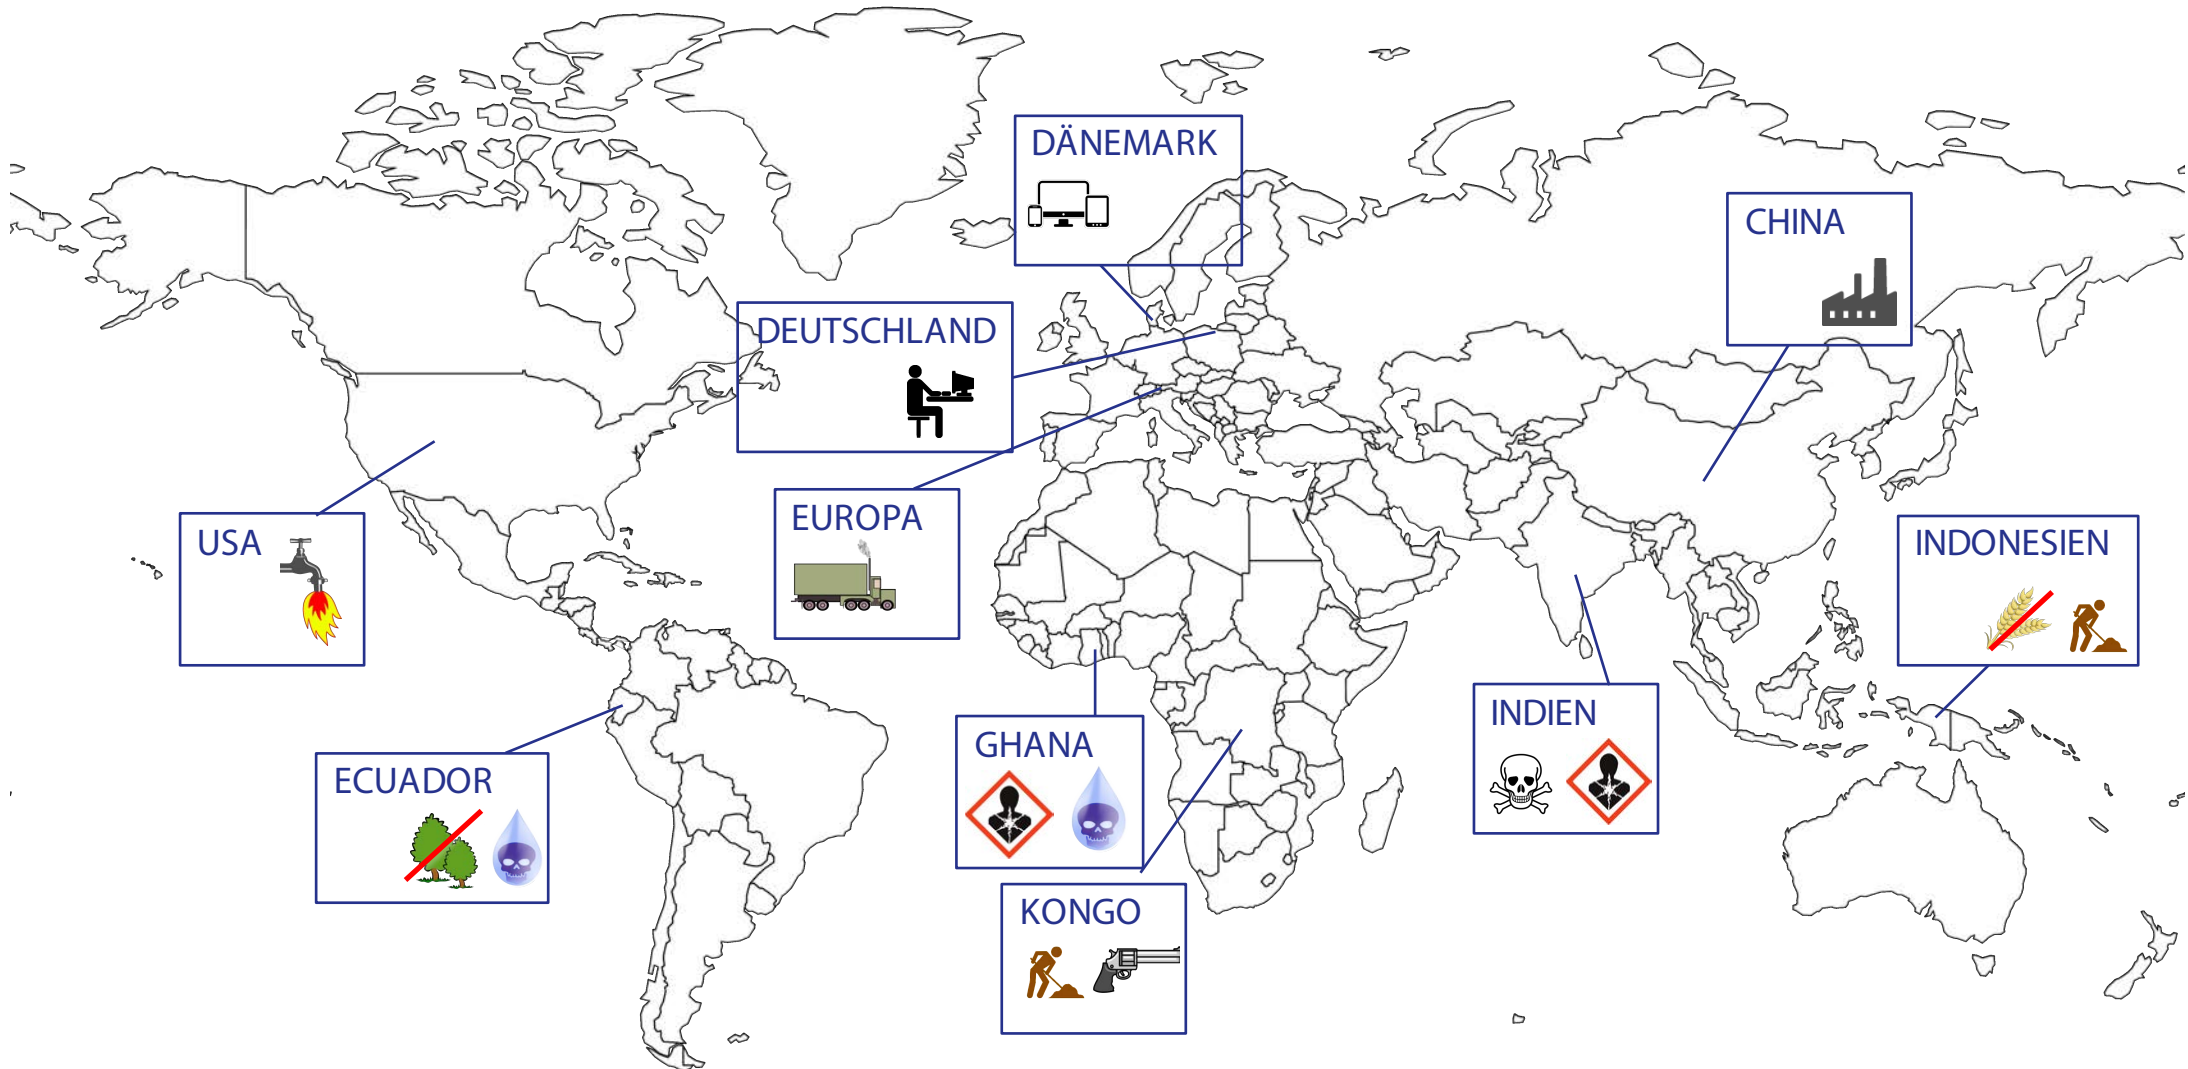 DÄNEMARK
CHINA
DEUTSCHLAND
EUROPA
USA
INDONESIEN
INDIEN
GHANA
ECUADOR
KONGO